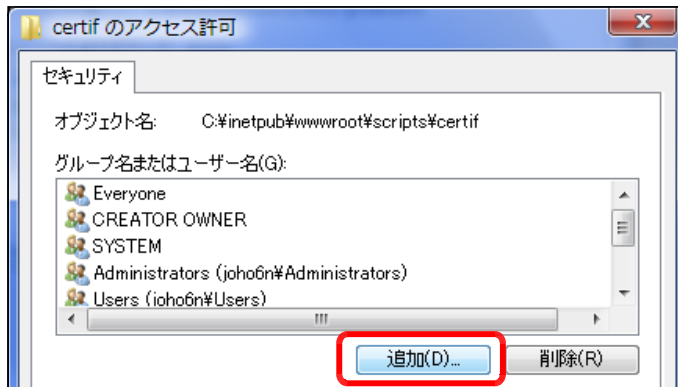 certif のアクセス許可
セキュリティ
オブジェクト名: C:¥inetpub¥wwwroot¥scripts¥certif
グループ名またはユーザー名(G):
Everyone
CREATOR OWNER
SYSTEM
Administrators (joho6n¥Administrators)
Users (joho6n¥Users)
追加(D)... 削除(R)